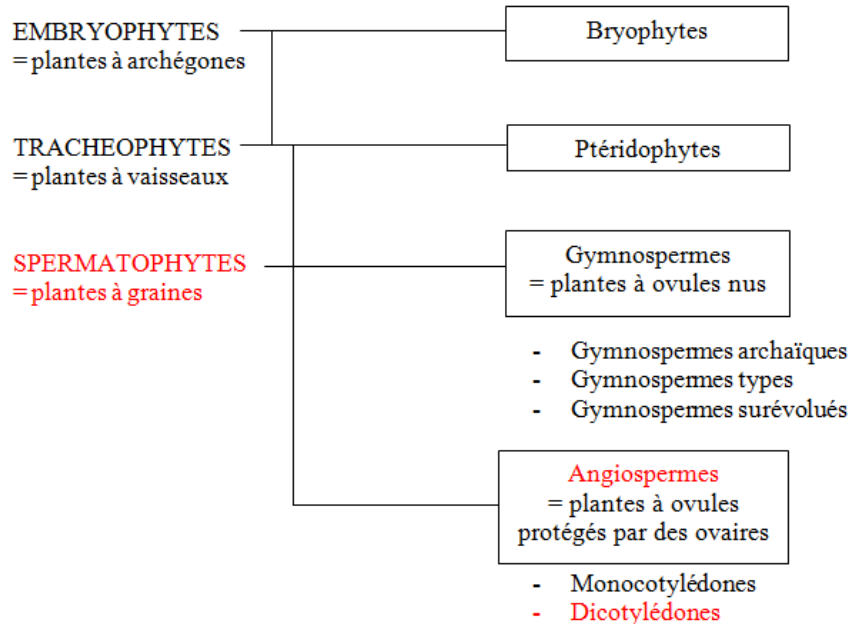 EMBRYOPHYTES
= plantes à archégones
Bryophytes
TRACHEOPHYTES
= plantes à vaisseaux
Ptéridophytes
SPERMATOPHYTES
= plantes à graines
Gymnospermes
= plantes à ovules nus
- Gymnospermes archaïques
- Gymnospermes types
- Gymnospermes surévolués
Angiospermes
= plantes à ovules
protégés par des ovaires
- Monocotylédones
- Dicotylédones